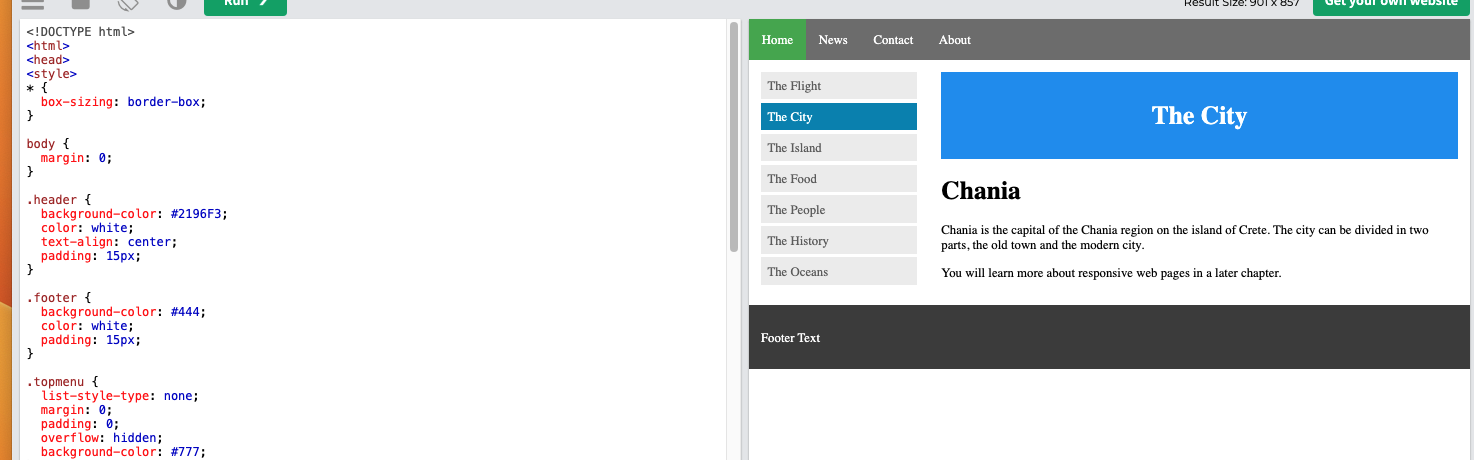 Run ❯
Result Size: 901 x 857
Get your own website
<!DOCTYPE html>
<html>
<head>
<style>
* {
  box-sizing: border-box;
}
body {
  margin: 0;
}
.header {
  background-color: #2196F3;
  color: white;
  text-align: center;
  padding: 15px;
}
.footer {
  background-color: #444;
  color: white;
  padding: 15px;
}
.topmenu {
  list-style-type: none;
  margin: 0;
  padding: 0;
  overflow: hidden;
  background-color: #777;
Home News Contact About
The Flight
The City
The Island
The Food
The People
The History
The Oceans
The City
Chania
Chania is the capital of the Chania region on the island of Crete. The city can be divided in two
parts, the old town and the modern city.
You will learn more about responsive web pages in a later chapter.
Footer Text